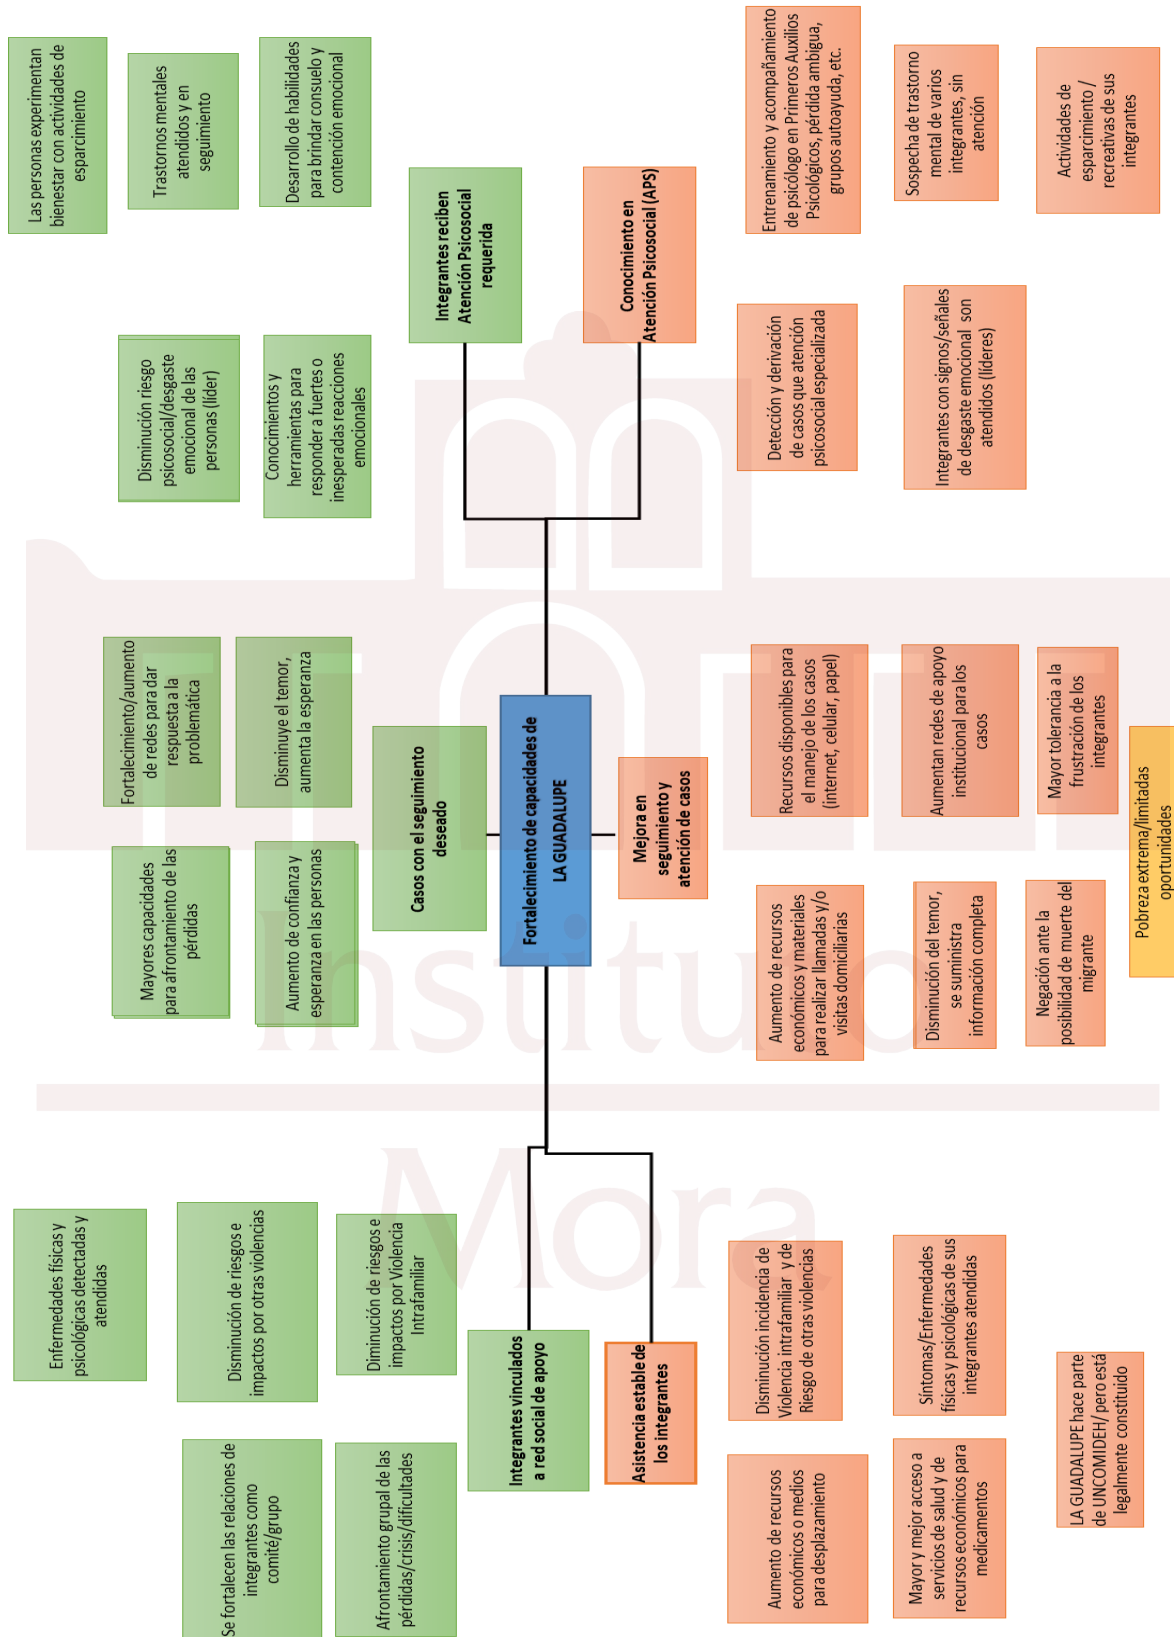 Se fortalecen las relaciones de
integrantes como
comité/grupo
Enfermedades físicas y
psicológicas detectadas y
atendidas
Disminución de riesgos e
impactos por otras violencias
Afrontamiento grupal de las
pérdidas/crisis/dificultades
Diminución de riesgos e
impactos por Violencia
Intrafamiliar
Integrantes vinculados
a red social de apoyo
Asistencia estable de
los integrantes
Aumento de recursos
económicos o medios
para desplazamiento
Disminución incidencia de
Violencia intrafamiliar y de
Riesgo de otras violencias
Mayor y mejor acceso a
servicios de salud y de
recursos económicos para
medicamentos
Síntomas/Enfermedades
físicas y psicológicas de sus
integrantes atendidas
LA GUADALUPE hace parte
de UNCOMIDEH/ pero está
legalmente constituido
Mayores capacidades
para afrontamiento de las
pérdidas
Fortalecimiento/aumento
de redes para dar
respuesta a la
problemática
Aumento de confianza y
esperanza en las personas
Disminuye el temor,
aumenta la esperanza
Casos con el seguimiento
deseado
Fortalecimiento de capacidades de
LA GUADALUPE
Mejora en
seguimiento y
atención de casos
Aumento de recursos
económicos y materiales
para realizar llamadas y/o
visitas domiciliarias
Recursos disponibles para
el manejo de los casos
(internet, celular, papel)
Disminución del temor,
se suministra
información completa
Aumentan redes de apoyo
institucional para los
casos
Negación ante la
posibilidad de muerte del
migrante
Mayor tolerancia a la
frustración de los
integrantes
Pobreza extrema/limitadas
oportunidades
Las personas experimentan
bienestar con actividades de
esparcimiento
Disminución riesgo
psicosocial/desgaste
emocional de las
personas (líder)
Trastornos mentales
atendidos y en
seguimiento
Conocimientos y
herramientas para
responder a fuertes o
inesperadas reacciones
emocionales
Desarrollo de habilidades
para brindar consuelo y
contención emocional
Integrantes reciben
Atención Psicosocial
requerida
Conocimiento en
Atención Psicosocial (APS)
Detección y derivación
de casos que atención
psicosocial especializada
Entrenamiento y acompañamiento
de psicólogo en Primeros Auxilios
Psicológicos, pérdida ambigua,
grupos autoayuda, etc.
Integrantes con signos/señales
de desgaste emocional son
atendidos (líderes)
Sospecha de trastorno
mental de varios
integrantes, sin
atención
Actividades de
esparcimiento /
recreativas de sus
integrantes
Instituto
Mora